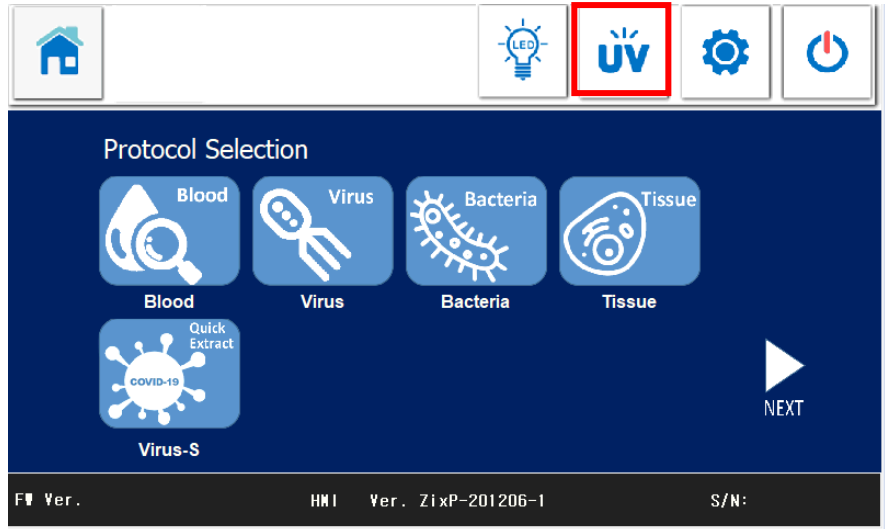 LED
UV
Protocol Selection
Blood
Virus
Bacteria
Tissue
Blood
Virus
Bacteria
Tissue
Quick
Extract
COVID-19
Virus-S
NEXT
FW Ver.
HMI Ver. ZixP-201206-1
S/N: